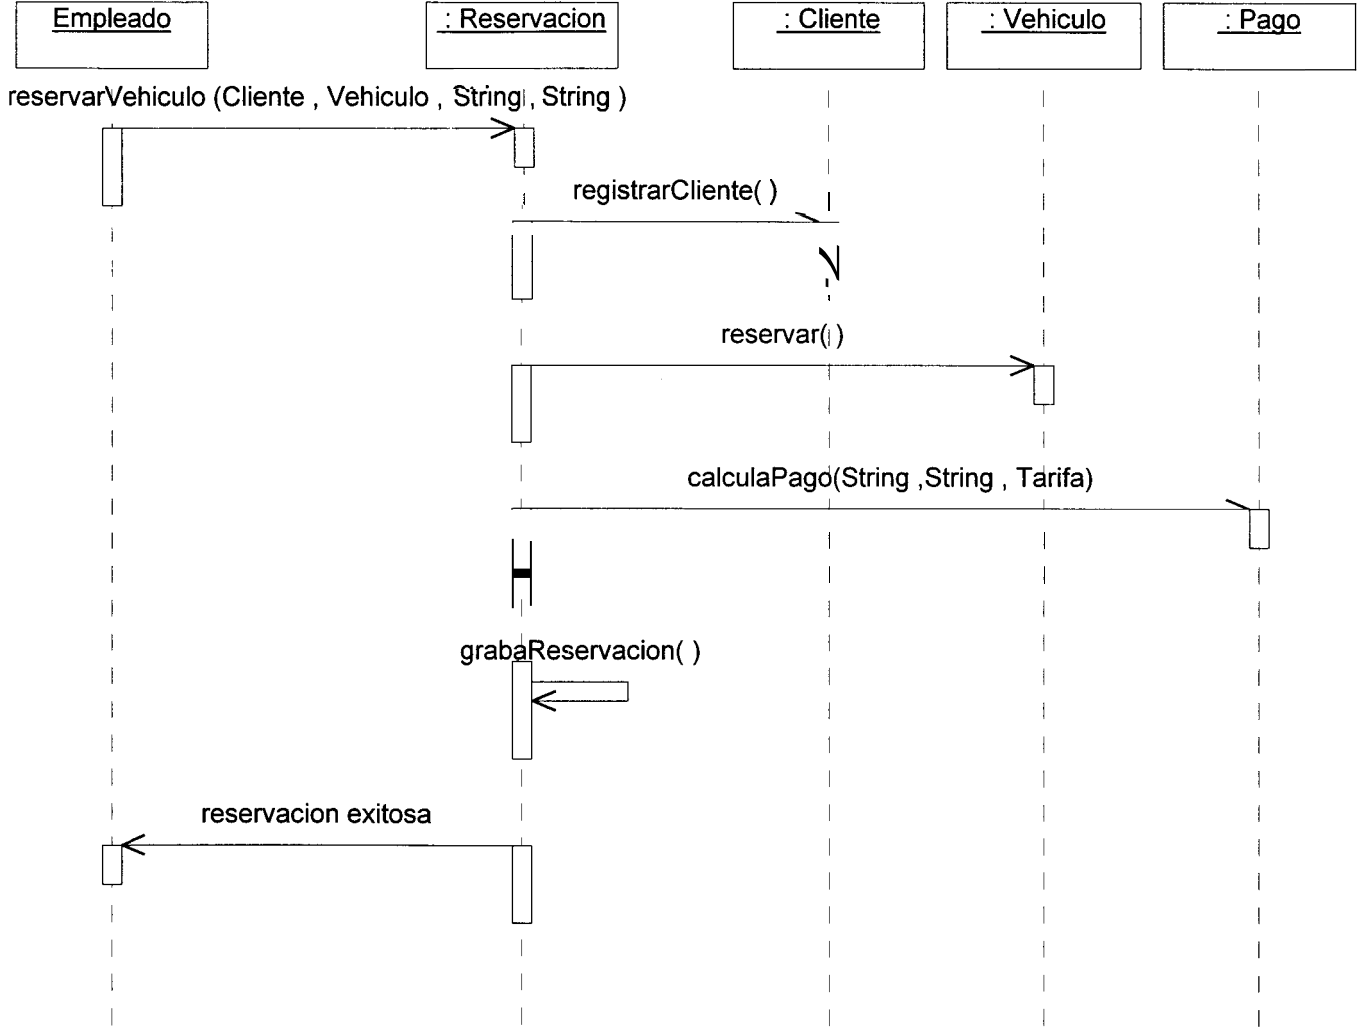 Empleado
: Reservacion
: Cliente
: Vehiculo
: Pago
reservarVehiculo (Cliente , Vehiculo , String , String )
registrarCliente( )
reservar( )
calculaPago(String ,String , Tarifa)
grabaReservacion( )
reservacion exitosa